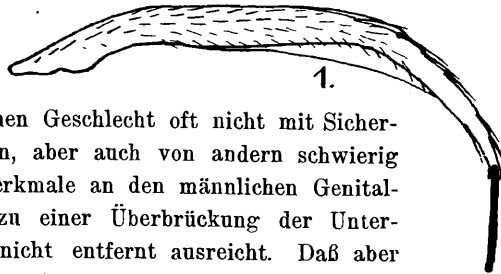 1.
nen Geschlecht oft nicht mit Sicher-
n, aber auch von andern schwierig
erkmale an den männlichen Genital-
zu einer Überbrückung der Unter-
nicht entfernt ausreicht. Daß aber